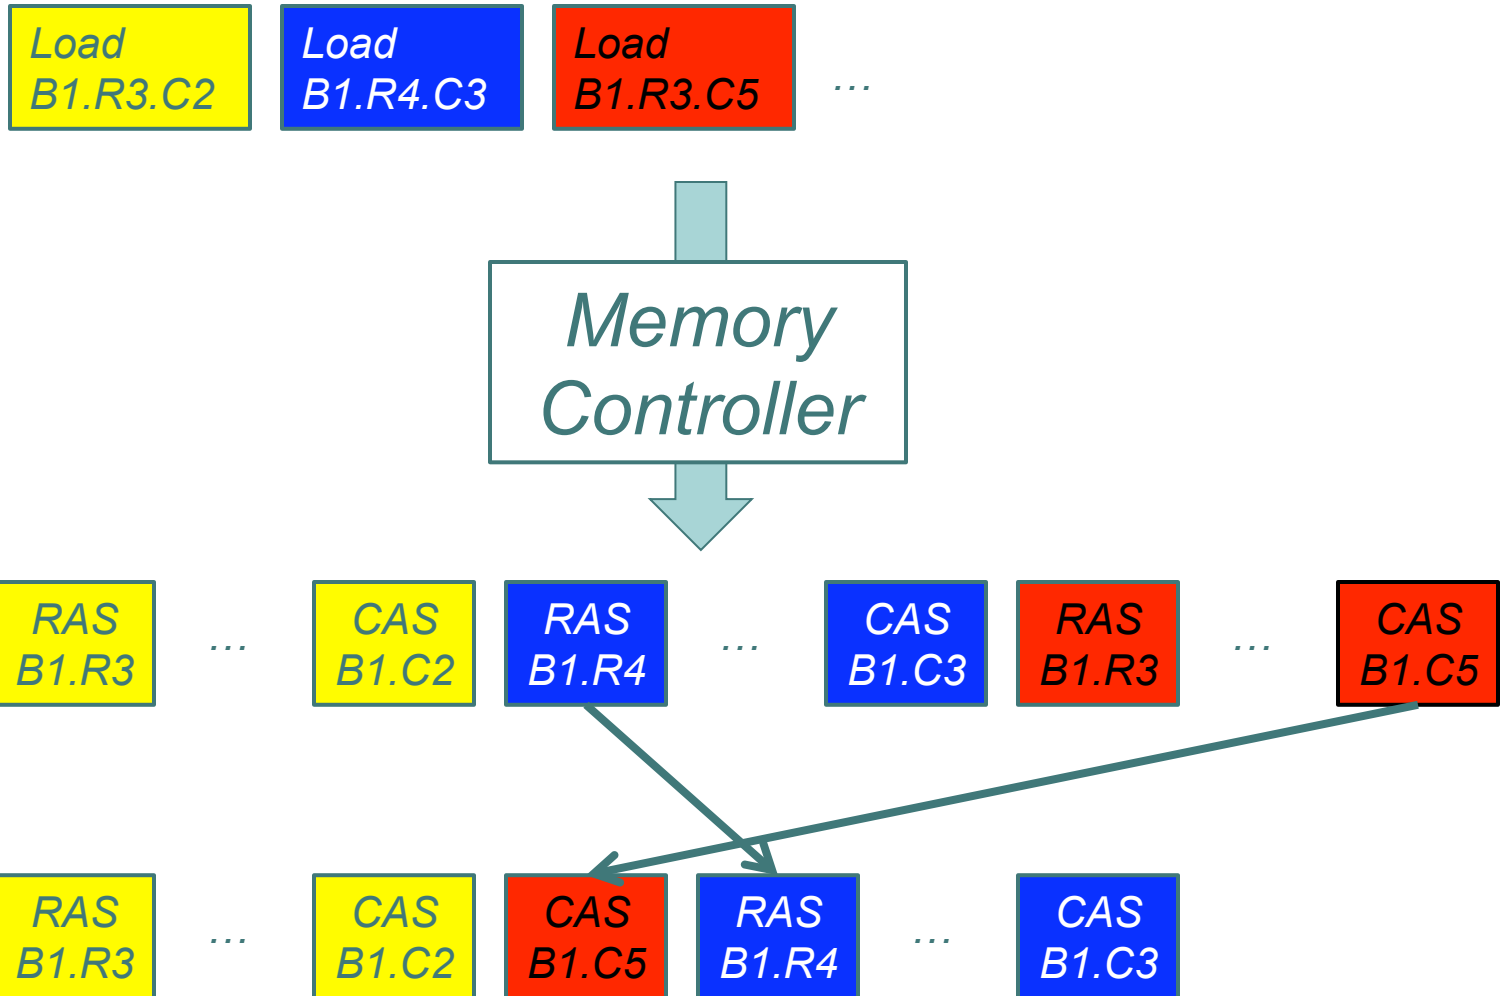 Load
B1.R3.C2
Load
B1.R4.C3
Load
B1.R3.C5
...
Memory
Controller
RAS
B1.R3
...
CAS
B1.C2
RAS
B1.R4
...
CAS
B1.C3
RAS
B1.R3
...
CAS
B1.C5
RAS
B1.R3
...
CAS
B1.C2
CAS
B1.C5
RAS
B1.R4
...
CAS
B1.C3